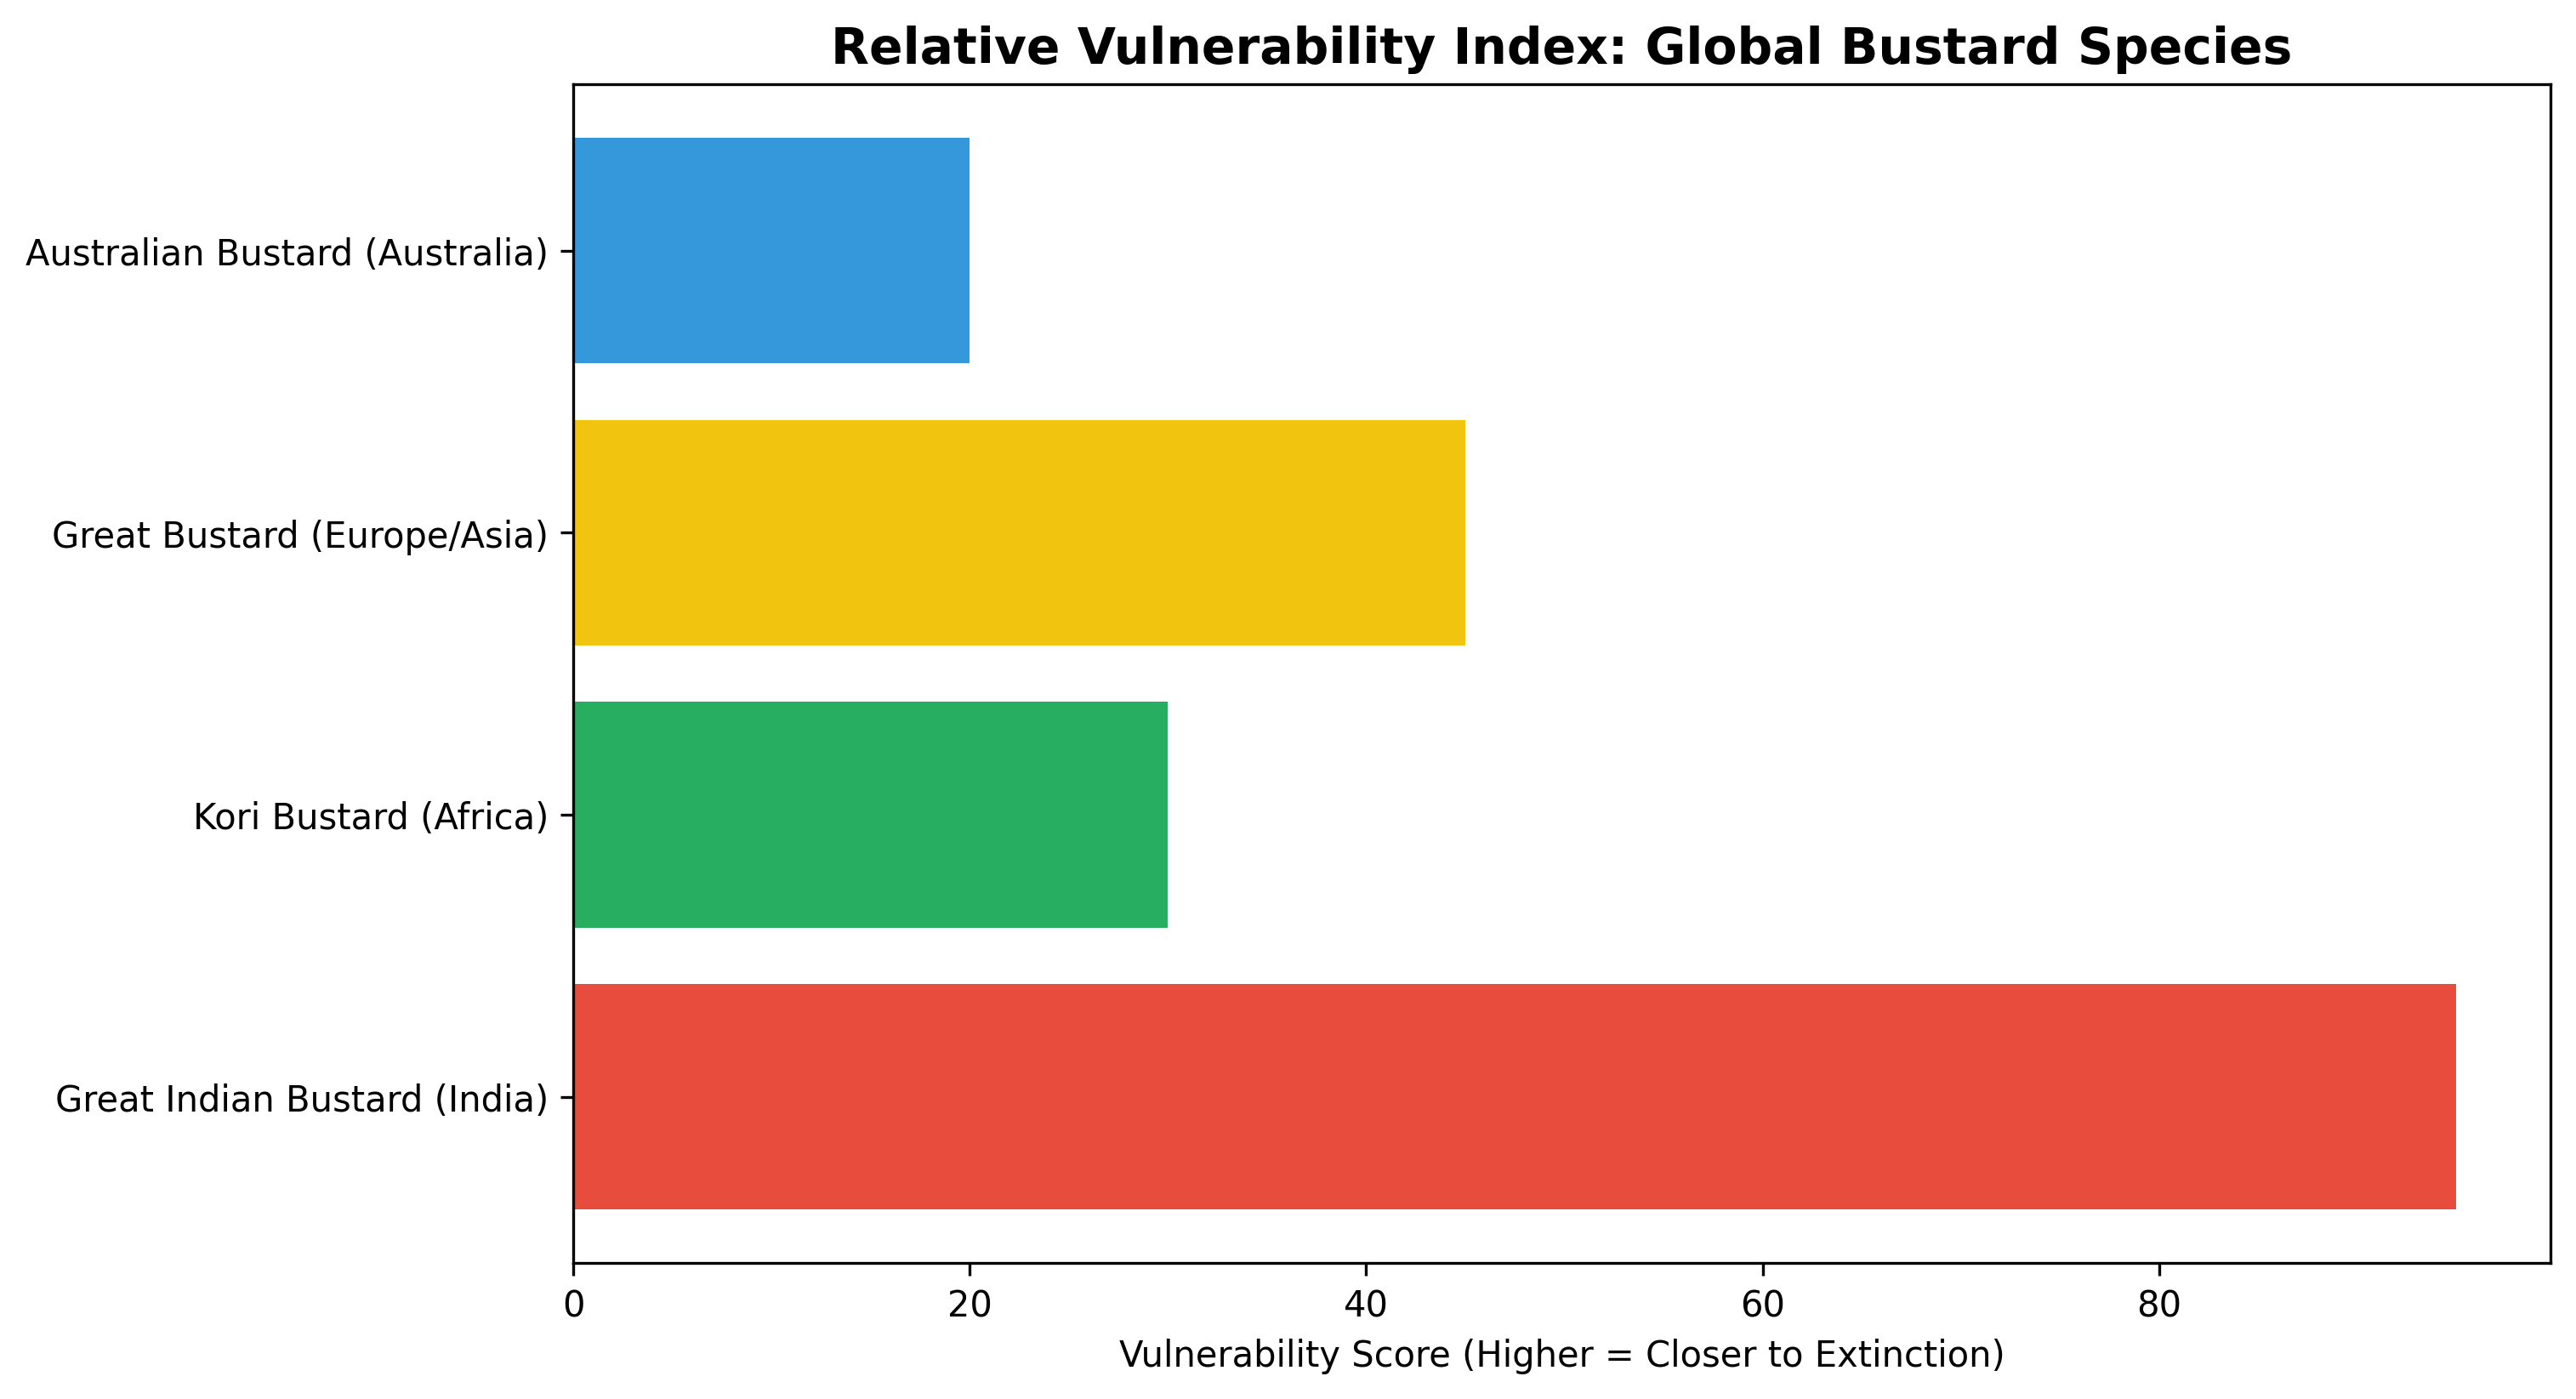 Relative Vulnerability Index: Global Bustard Species
Australian Bustard (Australia)
Great Bustard (Europe/Asia)
Kori Bustard (Africa)
Great Indian Bustard (India)
0 20 40 60 80
Vulnerability Score (Higher = Closer to Extinction)